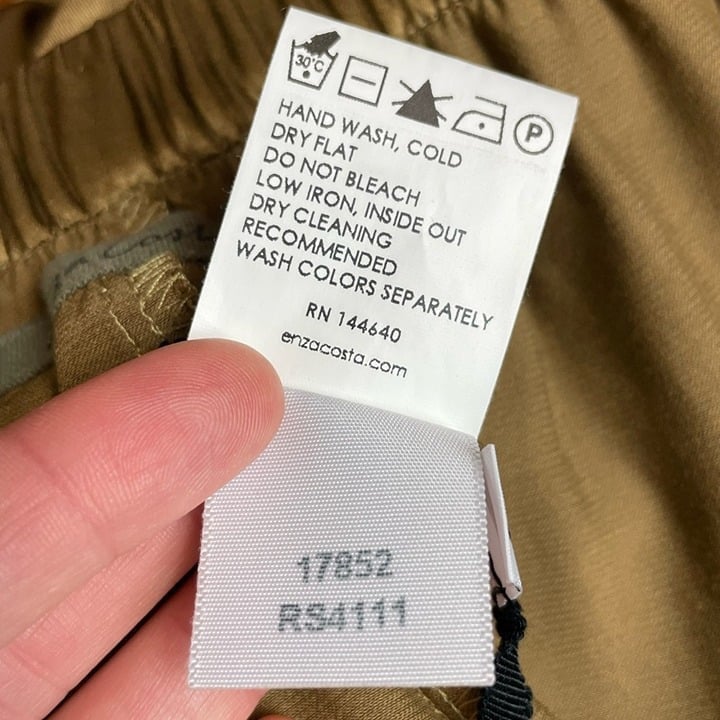 30°C
P
HAND WASH, COLD
DRY FLAT
DO NOT BLEACH
LOW IRON, INSIDE OUT
DRY CLEANING
RECOMMENDED
WASH COLORS SEPARATELY
RN 144640
enzacosta.com
17852
RS4111